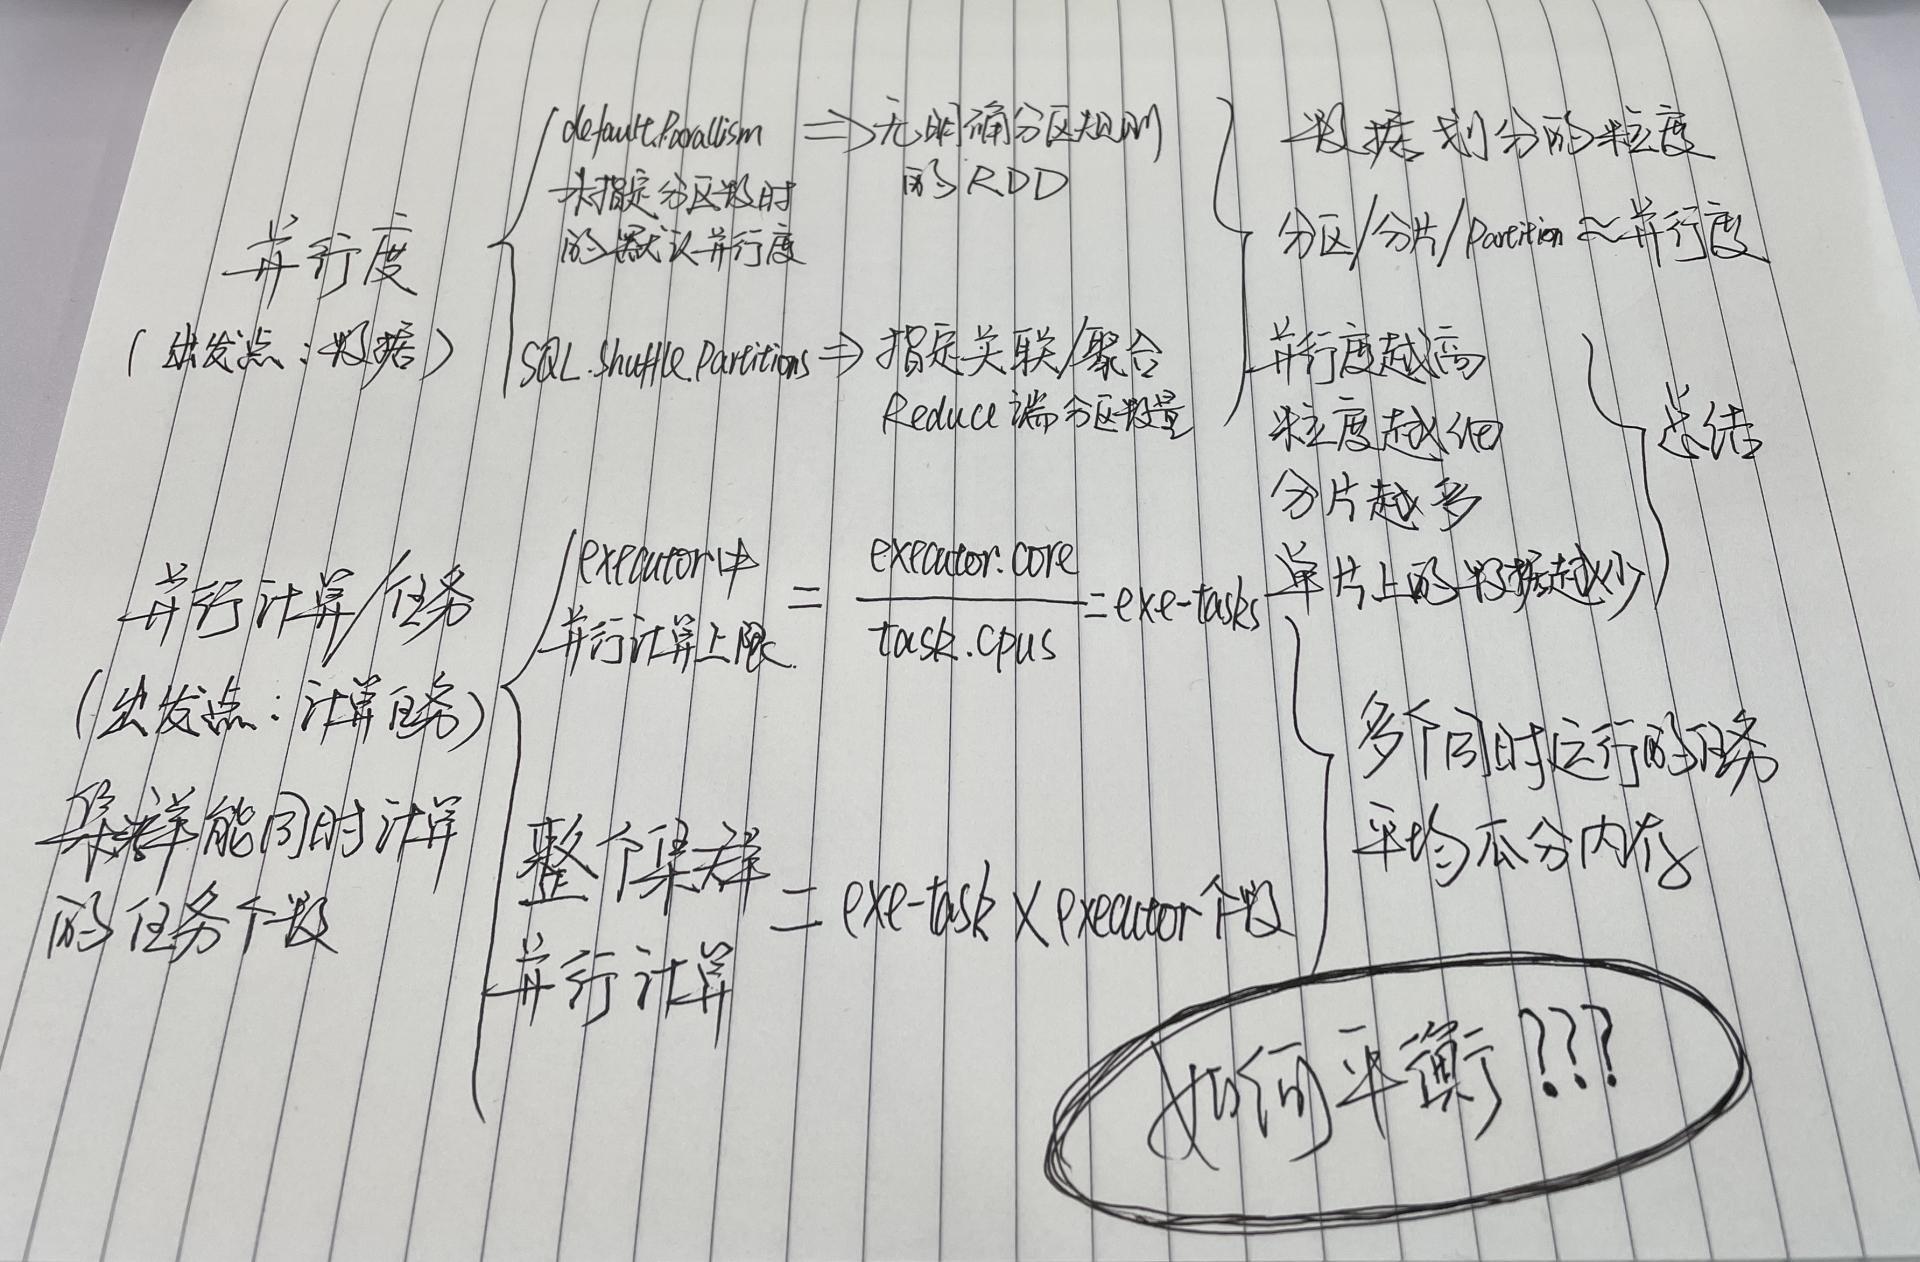 并行度
(出发点：数据)
default.Parallism
未指定分区数时
的默认并行度
⇒无明确分区规则
的RDD
SQL.shuffle.Partitions⇒
指定关联/聚合
Reduce端分区数量
数据划分的粒度
分区/分片/Partition≈并行度
并行度越高
粒度越细
分片越多
单片上的数据越少
总结
并行计算/任务
(出发点：计算任务)
集群能同时计算
的任务个数
executor中
并行计算上限
=
executor.core
task.cpus
=exe-tasks
整个集群
并行计算
=exe-task×executor个数
多个同时运行的任务
平均瓜分内存
如何平衡???